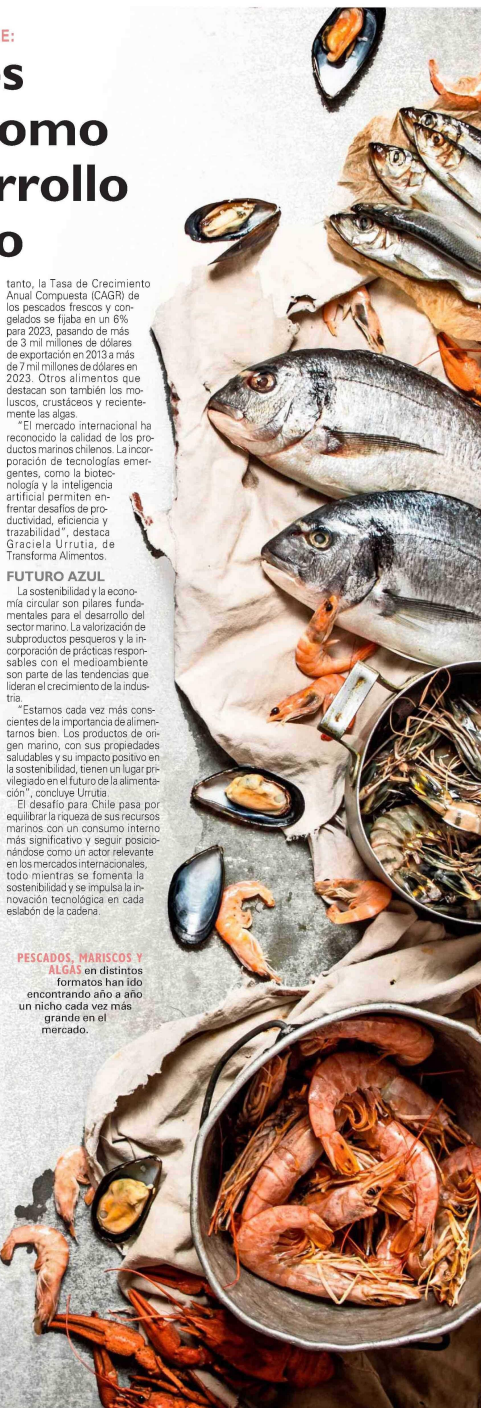 E:
s
omo
rrollo
o
tanto, la Tasa de Crecimiento
Anual Compuesta (CAGR) de
los pescados frescos y con-
gelados se fijaba en un 6%
para 2023, pasando de más
de 3 mil millones de dólares
de exportación en 2013 a más
de 7 mil millones de dólares en
2023. Otros alimentos que
destacan son también los mo-
luscos, crustáceos y reciente-
mente las algas.
“El mercado internacional ha
reconocido la calidad de los pro-
ductos marinos chilenos. La incor-
poración de tecnologías emer-
gentes, como la biotec-
nología y la inteligencia
artificial permiten en-
frentar desafíos de pro-
ductividad, eficiencia y
trazabilidad”, destaca
Graciela Urrutia, de
Transforma Alimentos.
FUTURO AZUL
La sostenibilidad y la econo-
mía circular son pilares funda-
mentales para el desarrollo del
sector marino. La valorización de
subproductos pesqueros y la in-
corporación de prácticas respon-
sables con el medioambiente
son parte de las tendencias que
lideran el crecimiento de la indus-
tria.
“Estamos cada vez más cons-
cientes de la importancia de alimen-
tarnos bien. Los productos de ori-
gen marino, con sus propiedades
saludables y su impacto positivo en
la sostenibilidad, tienen un lugar pri-
vilegiado en el futuro de la alimenta-
ción”, concluye Urrutia.
El desafío para Chile pasa por
equilibrar la riqueza de sus recursos
marinos con un consumo interno
más significativo y seguir posicio-
nándose como un actor relevante
en los mercados internacionales,
todo mientras se fomenta la
sostenibilidad y se impulsa la in-
novación tecnológica en cada
eslabón de la cadena.
PESCADOS, MARISCOS Y
ALGAS en distintos
formatos han ido
encontrando año a año
un nicho cada vez más
grande en el
mercado.